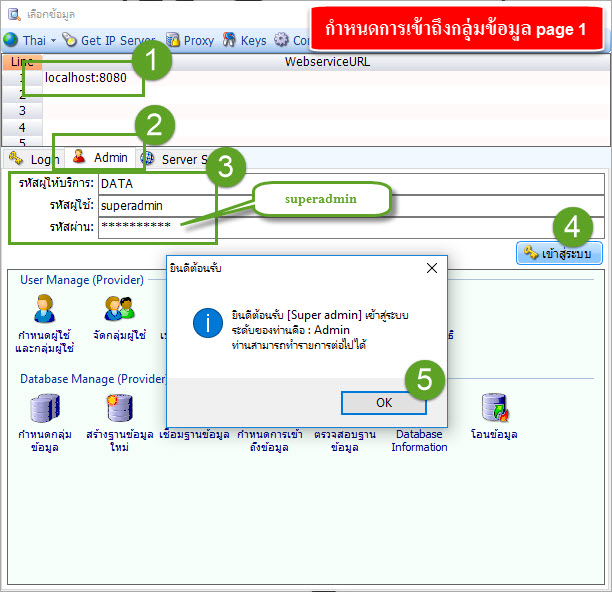 เลือกข้อมูล
กำหนดการเข้าถึงกลุ่มข้อมูล page 1
Thai Get IP Server Proxy Keys Con
Line WebserviceURL
1
1 localhost:8080
2
3
4
5
2
Login Admin Server S
3
รหัสผู้ให้บริการ: DATA
รหัสผู้ใช้: superadmin
รหัสผ่าน: **********
superadmin
4
เข้าสู่ระบบ
User Manage (Provider)
กำหนดผู้ใช้
และกลุ่มผู้ใช้
จัดกลุ่มผู้ใช้
ยินดีต้อนรับ
ยินดีต้อนรับ [Super admin] เข้าสู่ระบบ
ระดับของท่านคือ : Admin
ท่านสามารถทำรายการต่อไปได้
5
OK
Database Manage (Provider)
กำหนดกลุ่ม
ข้อมูล
สร้างฐานข้อมูล
ใหม่
เชื่อมฐานข้อมูล
กำหนดการเข้า
ถึงข้อมูล
ตรวจสอบฐาน
ข้อมูล
Database
Information
โอนข้อมูล